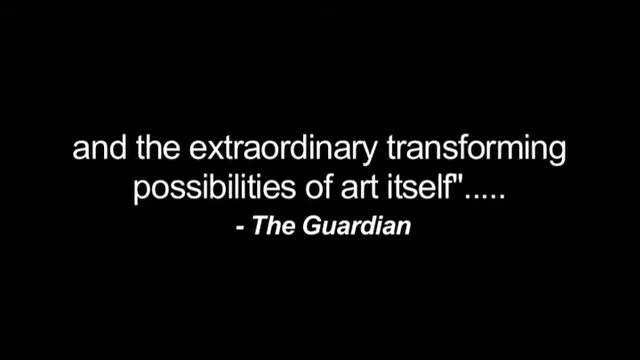 and the extraordinary transforming
possibilities of art itself".....
- The Guardian